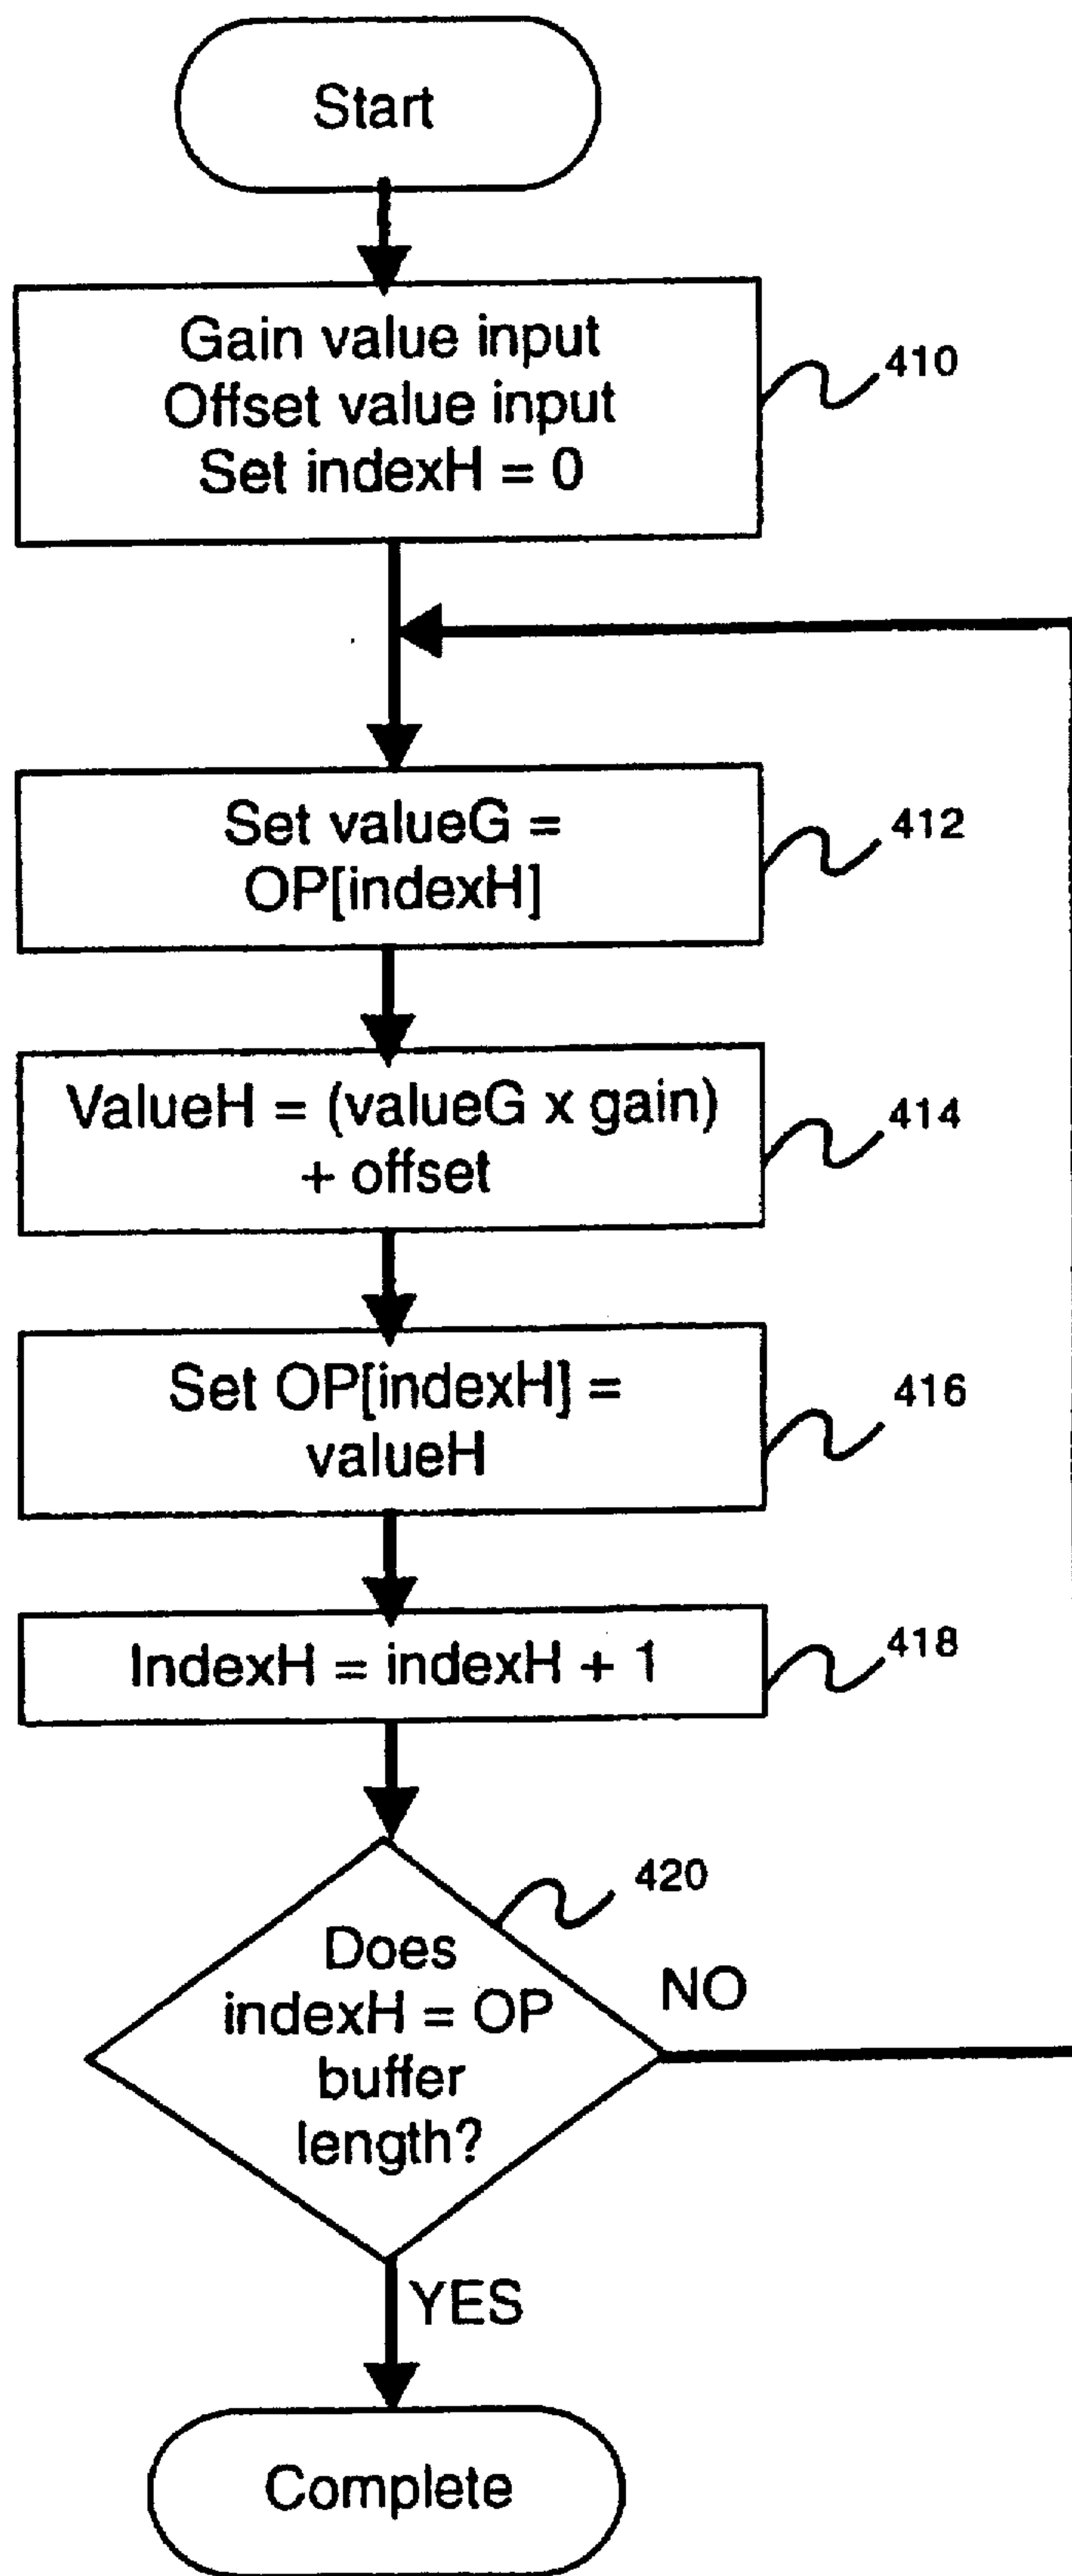 Start
Gain value input
Offset value input
Set indexH = 0
410
Set valueG =
OP[indexH]
412
ValueH = (valueG x gain)
+ offset
414
Set OP[indexH] =
valueH
416
IndexH = indexH + 1
418
420
Does
indexH = OP
buffer
length?
NO
YES
Complete